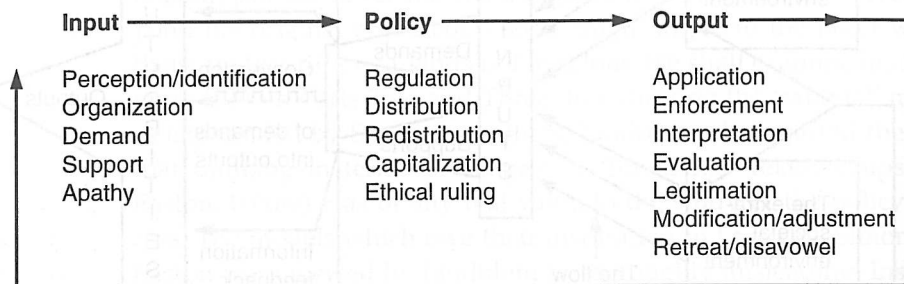 Input
Perception/identification
Organization
Demand
Support
Apathy
Policy
Regulation
Distribution
Redistribution
Capitalization
Ethical ruling
Output
Application
Enforcement
Interpretation
Evaluation
Legitimation
Modification/adjustment
Retreat/disavowel